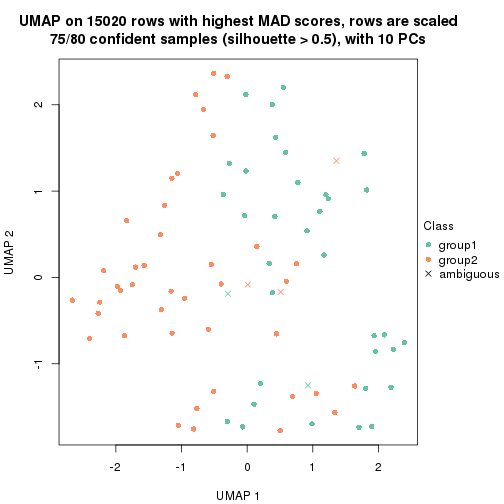 UMAP on 15020 rows with highest MAD scores, rows are scaled
75/80 confident samples (silhouette > 0.5), with 10 PCs
2
1
0
-1
UMAP 2
-2
-1
0
1
2
UMAP 1
Class
group1
group2
ambiguous